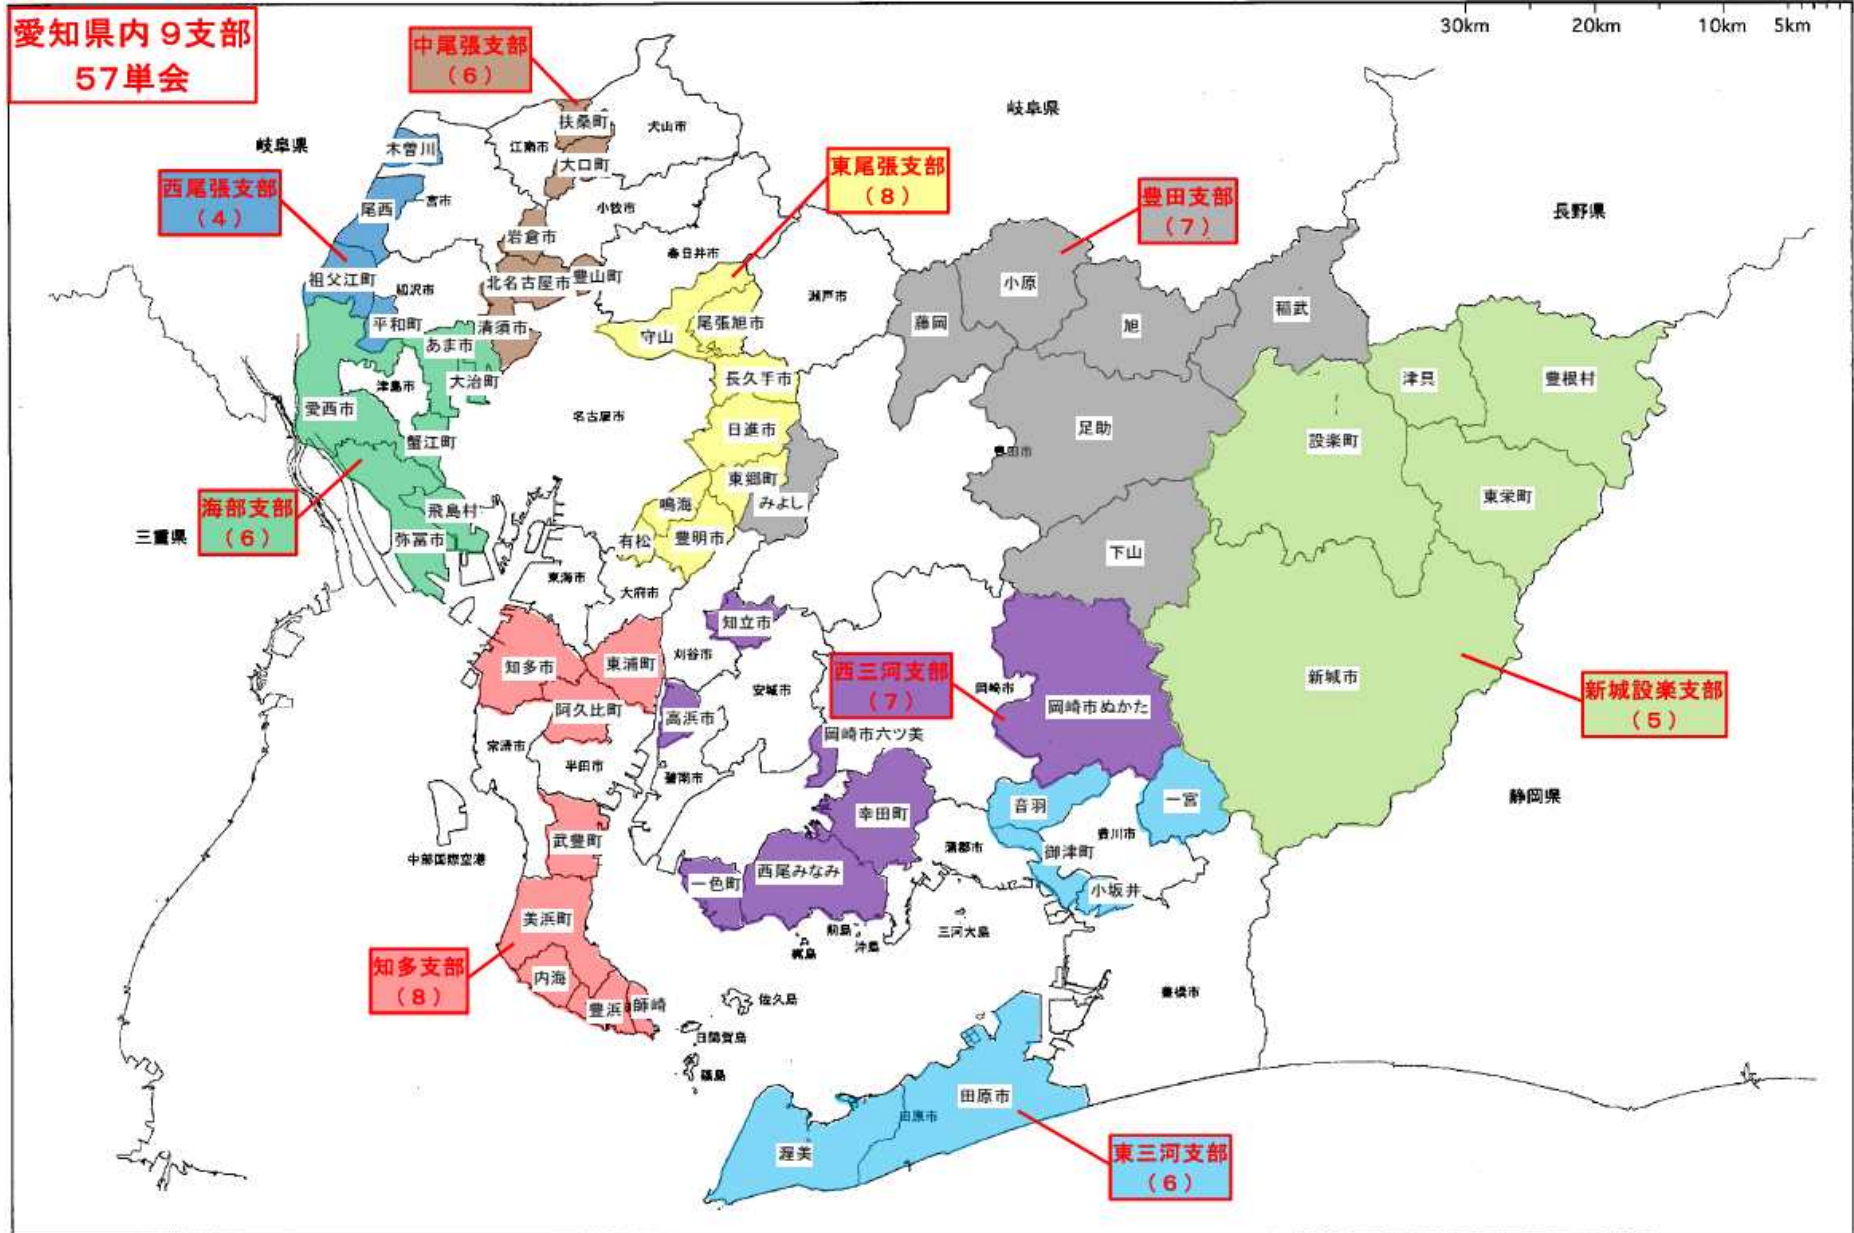 愛知県内9支部
57単会
30km
20km
10km
5km
中尾張支部
(6)
岐阜県
岐阜県
扶桑町
犬山市
江南市
木曽川
大口町
東尾張支部
(8)
西尾張支部
(4)
豊田支部
(7)
長野県
尾西
一宮市
小牧市
岩倉市
春日井市
祖父江町
稲沢市
北名古屋市
豊山町
瀬戸市
小原
稲武
平和町
清須市
守山
尾張旭市
藤岡
旭
あま市
津島市
大治町
長久手市
津具
豊根村
愛西市
名古屋市
蟹江町
日進市
足助
設楽町
豊田市
東郷町
みよし
東栄町
海部支部
(6)
三重県
飛島村
鳴海
弥冨市
有松
豊明市
下山
東海市
大府市
知立市
知多市
東浦町
刈谷市
安城市
西三河支部
(7)
岡崎市
新城市
新城設楽支部
(5)
阿久比町
高浜市
岡崎市ぬかた
常滑市
岡崎市六ツ美
半田市
碧南市
音羽
一宮
静岡県
武豊町
幸田町
豊川市
中部国際空港
蒲郡市
御津町
一色町
西尾みなみ
小坂井
美浜町
前島
沖島
三河大島
梶島
知多支部
(8)
内海
豊浜
師崎
佐久島
豊橋市
日間賀島
篠島
田原市
田原市
渥美
東三河支部
(6)